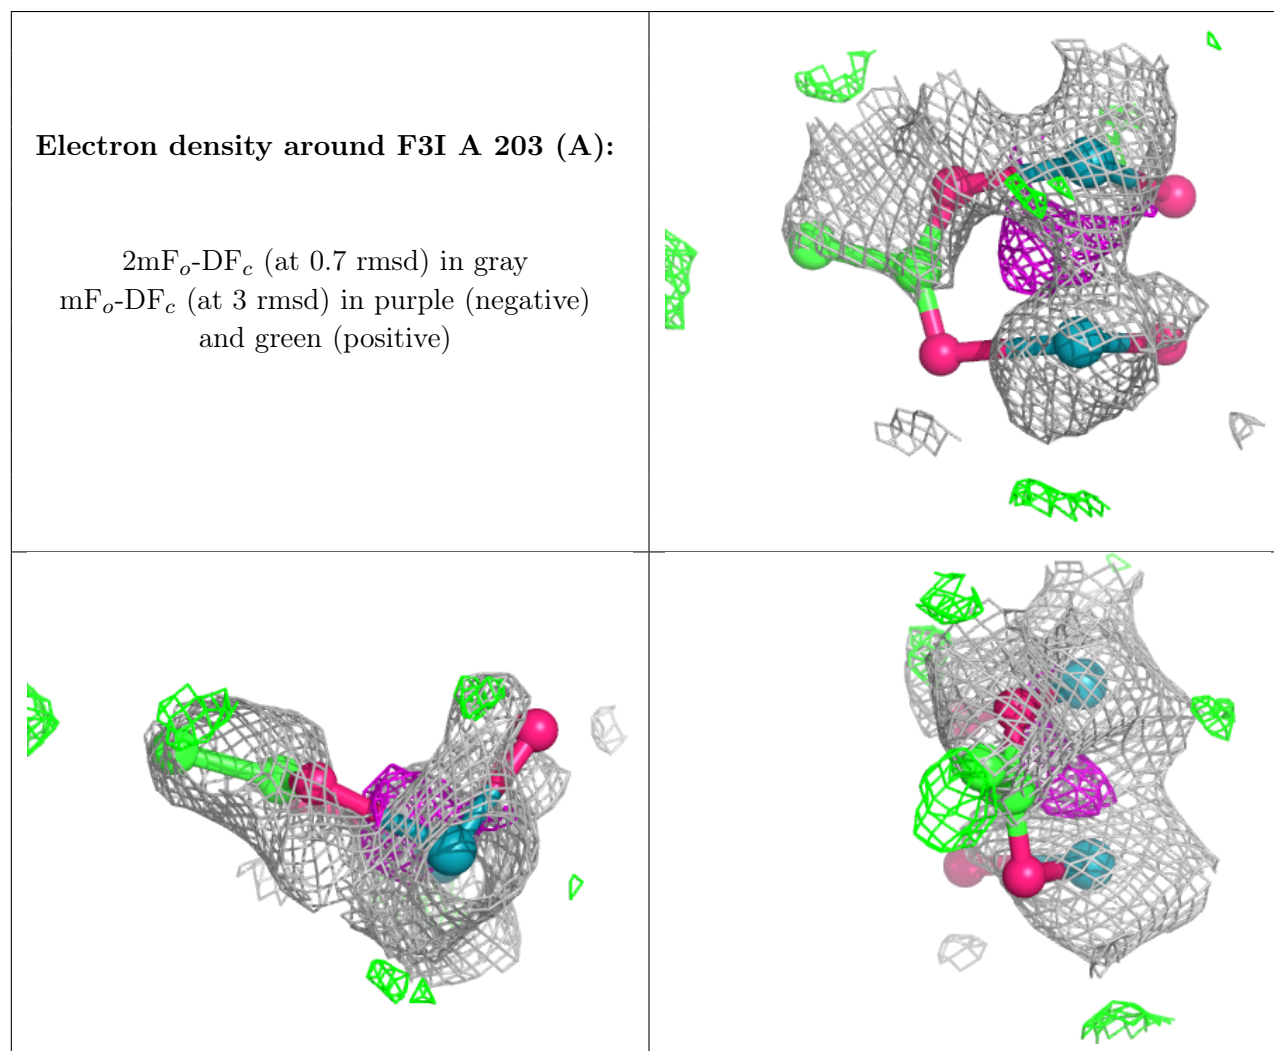 Electron density around F3I A 203 (A):
2mFo-DFc (at 0.7 rmsd) in gray
mFo-DFc (at 3 rmsd) in purple (negative)
and green (positive)